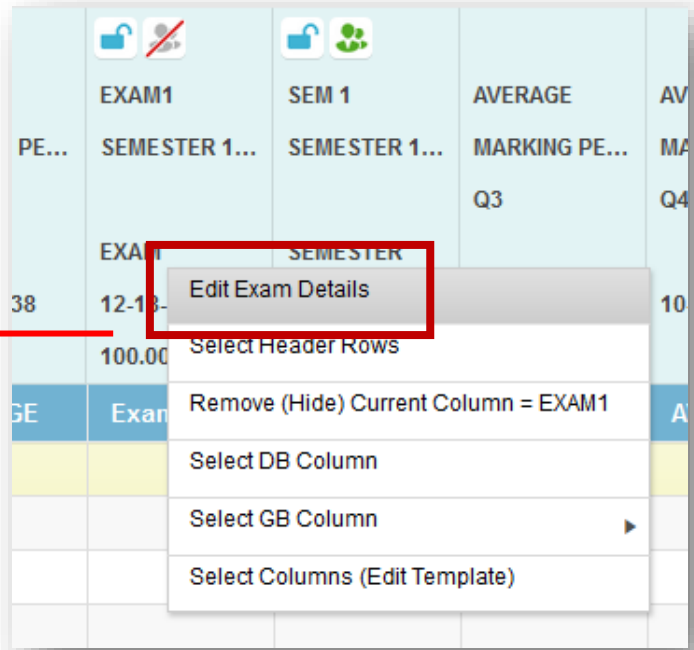 EXAM1 SEM 1 AVERAGE AV
PE... SEMESTER 1... SEMESTER 1... MARKING PE... MA
Q3 Q4
EXAM SEMESTER
38 12-13- 10
100.00
GE Exam A
Edit Exam Details
Select Header Rows
Remove (Hide) Current Column = EXAM1
Select DB Column
Select GB Column
Select Columns (Edit Template)